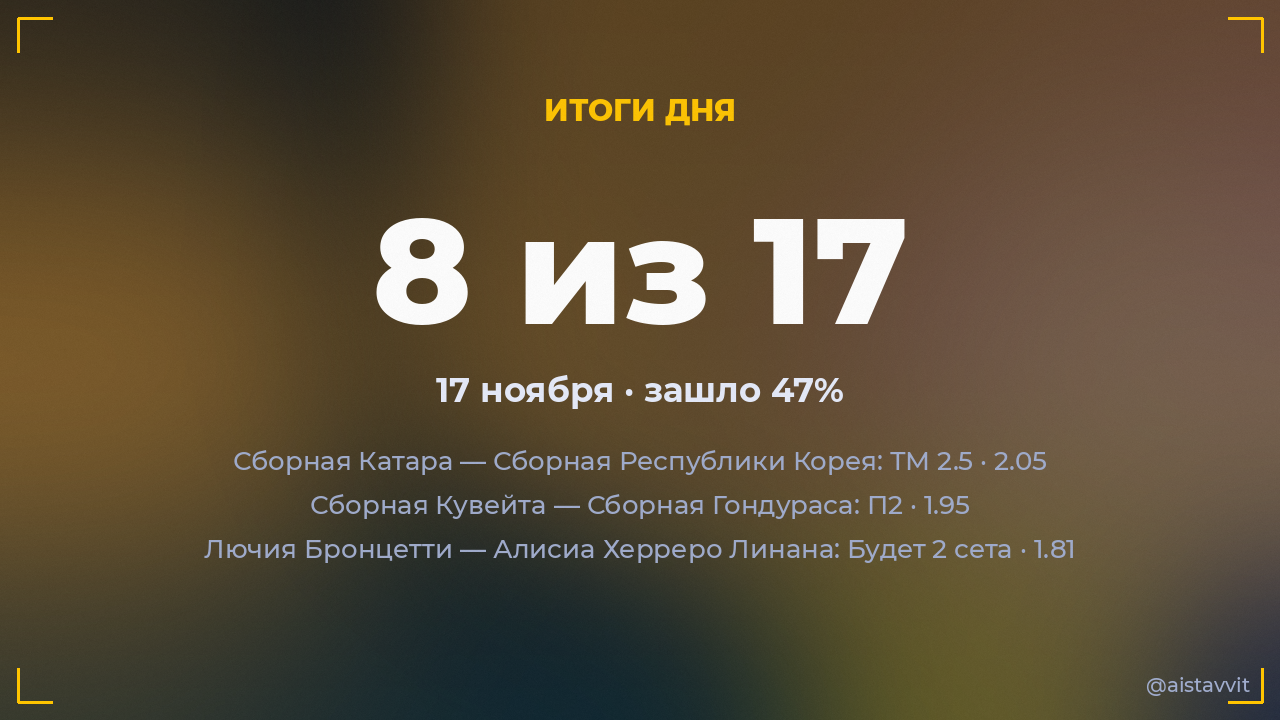 ИТОГИ ДНЯ
8 из 17
17 ноября · зашло 47%
Сборная Катара — Сборная Республики Корея: ТМ 2.5 · 2.05
Сборная Кувейта — Сборная Гондураса: П2 · 1.95
Лючия Бронцетти — Алисиа Херреро Линана: Будет 2 сета · 1.81
@aistavvit